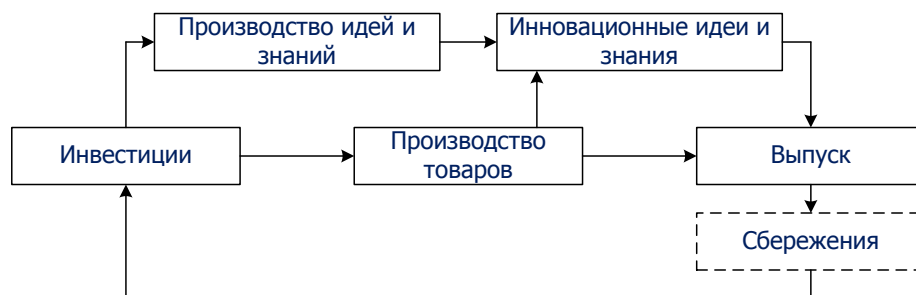 Производство идей и
знаний
Инновационные идеи и
знания
Инвестиции
Производство
товаров
Выпуск
Сбережения